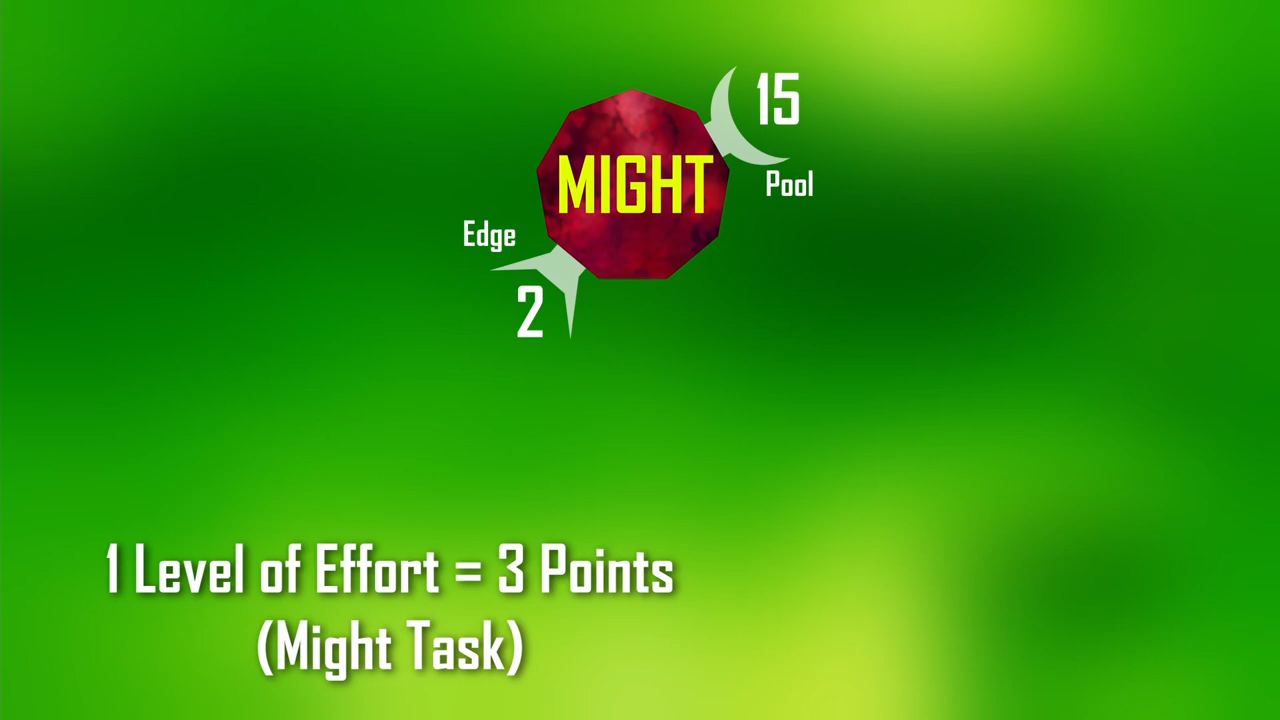 15
MIGHT
Pool
Edge
2
1 Level of Effort = 3 Points
(Might Task)